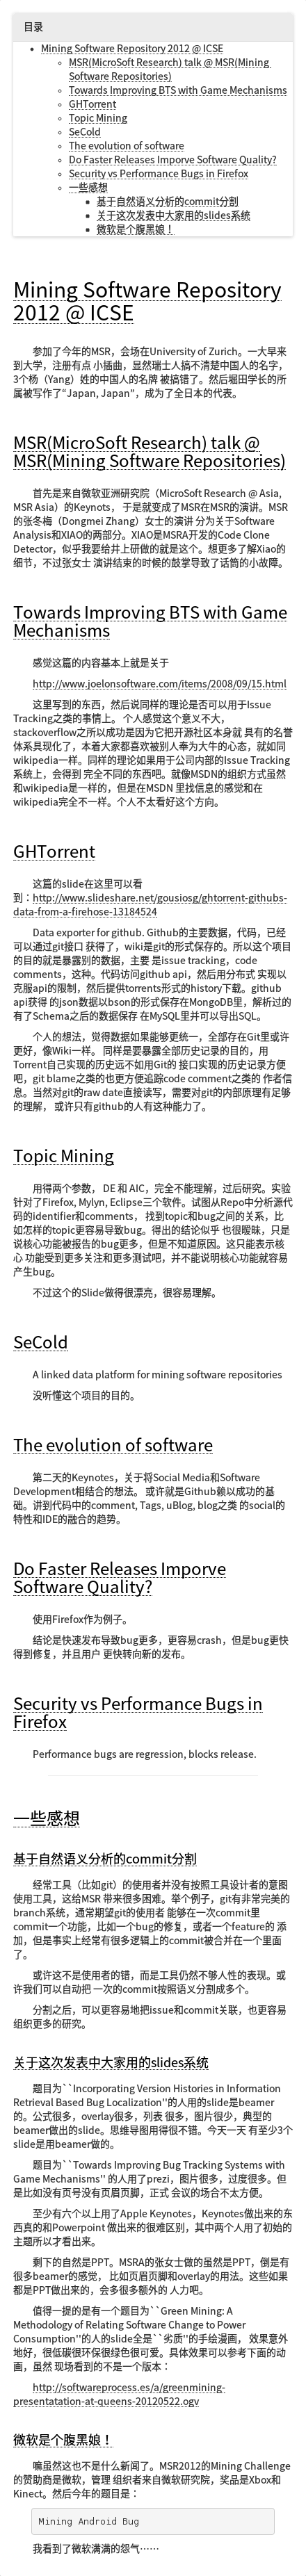 目录
Mining Software Repository 2012 @ ICSE
MSR(MicroSoft Research) talk @ MSR(Mining
Software Repositories)
Towards Improving BTS with Game Mechanisms
GHTorrent
Topic Mining
SeCold
The evolution of software
Do Faster Releases Imporve Software Quality?
Security vs Performance Bugs in Firefox
一些感想
基于自然语义分析的commit分割
关于这次发表中大家用的slides系统
微软是个腹黑娘！
Mining Software Repository
2012 @ ICSE
参加了今年的MSR，会场在University of Zurich。一大早来
到大学，注册有点 小插曲，显然瑞士人搞不清楚中国人的名字，
3个杨（Yang）姓的中国人的名牌 被搞错了。然后堀田学长的所
属被写作了“Japan, Japan”，成为了全日本的代表。
MSR(MicroSoft Research) talk @
MSR(Mining Software Repositories)
首先是来自微软亚洲研究院（MicroSoft Research @ Asia,
MSR Asia）的Keynots， 于是就变成了MSR在MSR的演讲。MSR
的张冬梅（Dongmei Zhang）女士的演讲 分为关于Software
Analysis和XIAO的两部分。XIAO是MSRA开发的Code Clone
Detector，似乎我要给井上研做的就是这个。想更多了解Xiao的
细节，不过张女士 演讲结束的时候的鼓掌导致了话筒的小故障。
Towards Improving BTS with Game
Mechanisms
感觉这篇的内容基本上就是关于
http://www.joelonsoftware.com/items/2008/09/15.html
这里写到的东西，然后说同样的理论是否可以用于Issue
Tracking之类的事情上。 个人感觉这个意义不大，
stackoverflow之所以成功是因为它把开源社区本身就 具有的名誉
体系具现化了，本着大家都喜欢被别人奉为大牛的心态，就如同
wikipedia一样。同样的理论如果用于公司内部的Issue Tracking
系统上，会得到 完全不同的东西吧。就像MSDN的组织方式虽然
和wikipedia是一样的，但是在MSDN 里找信息的感觉和在
wikipedia完全不一样。个人不太看好这个方向。
GHTorrent
这篇的slide在这里可以看
到：http://www.slideshare.net/gousiosg/ghtorrent-githubs-
data-from-a-firehose-13184524
Data exporter for github. Github的主要数据，代码，已经
可以通过git接口 获得了，wiki是git的形式保存的。所以这个项目
的目的就是暴露别的数据，主要 是issue tracking，code
comments，这种。代码访问github api，然后用分布式 实现以
克服api的限制，然后提供torrents形式的history下载。github
api获得 的json数据以bson的形式保存在MongoDB里，解析过的
有了Schema之后的数据保存 在MySQL里并可以导出SQL。
个人的想法，觉得数据如果能够更统一，全部存在Git里或许
更好，像Wiki一样。 同样是要暴露全部历史记录的目的，用
Torrent自己实现的历史远不如用Git的 接口实现的历史记录方便
吧，git blame之类的也更方便追踪code comment之类的 作者信
息。当然对git的raw date直接读写，需要对git的内部原理有足够
的理解， 或许只有github的人有这种能力了。
Topic Mining
用得两个参数， DE 和 AIC，完全不能理解，过后研究。实验
针对了Firefox, Mylyn, Eclipse三个软件。试图从Repo中分析源代
码的identifier和comments， 找到topic和bug之间的关系，比
如怎样的topic更容易导致bug。得出的结论似乎 也很暧昧，只是
说核心功能被报告的bug更多，但是不知道原因。这只能表示核
心 功能受到更多关注和更多测试吧，并不能说明核心功能就容易
产生bug。
不过这个的Slide做得很漂亮，很容易理解。
SeCold
A linked data platform for mining software repositories
没听懂这个项目的目的。
The evolution of software
第二天的Keynotes，关于将Social Media和Software
Development相结合的想法。 或许就是Github赖以成功的基
础。讲到代码中的comment, Tags, uBlog, blog之类 的social的
特性和IDE的融合的趋势。
Do Faster Releases Imporve
Software Quality?
使用Firefox作为例子。
结论是快速发布导致bug更多，更容易crash，但是bug更快
得到修复，并且用户 更快转向新的发布。
Security vs Performance Bugs in
Firefox
Performance bugs are regression, blocks release.
一些感想
基于自然语义分析的commit分割
经常工具（比如git）的使用者并没有按照工具设计者的意图
使用工具，这给MSR 带来很多困难。举个例子，git有非常完美的
branch系统，通常期望git的使用者 能够在一次commit里
commit一个功能，比如一个bug的修复，或者一个feature的 添
加，但是事实上经常有很多逻辑上的commit被合并在一个里面
了。
或许这不是使用者的错，而是工具仍然不够人性的表现。或
许我们可以自动把 一次的commit按照语义分割成多个。
分割之后，可以更容易地把issue和commit关联，也更容易
组织更多的研究。
关于这次发表中大家用的slides系统
题目为``Incorporating Version Histories in Information
Retrieval Based Bug Localization''的人用的slide是beamer
的。公式很多，overlay很多，列表 很多，图片很少，典型的
beamer做出的slide。思维导图用得很不错。今天一天 有至少3个
slide是用beamer做的。
题目为``Towards Improving Bug Tracking Systems with
Game Mechanisms'' 的人用了prezi，图片很多，过度很多。但
是比如没有页号没有页眉页脚，正式 会议的场合不太方便。
至少有六个以上用了Apple Keynotes，Keynotes做出来的东
西真的和Powerpoint 做出来的很难区别，其中两个人用了初始的
主题所以才看出来。
剩下的自然是PPT。MSRA的张女士做的虽然是PPT，倒是有
很多beamer的感觉， 比如页眉页脚和overlay的用法。这些如果
都是PPT做出来的，会多很多额外的 人力吧。
值得一提的是有一个题目为``Green Mining: A
Methodology of Relating Software Change to Power
Consumption''的人的slide全是``劣质''的手绘漫画， 效果意外
地好，很低碳很环保很绿色很可爱。具体效果可以参考下面的动
画，虽然 现场看到的不是一个版本：
http://softwareprocess.es/a/greenmining-
presentatation-at-queens-20120522.ogv
微软是个腹黑娘！
嘛虽然这也不是什么新闻了。MSR2012的Mining Challenge
的赞助商是微软，管理 组织者来自微软研究院，奖品是Xbox和
Kinect。然后今年的题目是：
Mining Android Bug
我看到了微软满满的怨气……